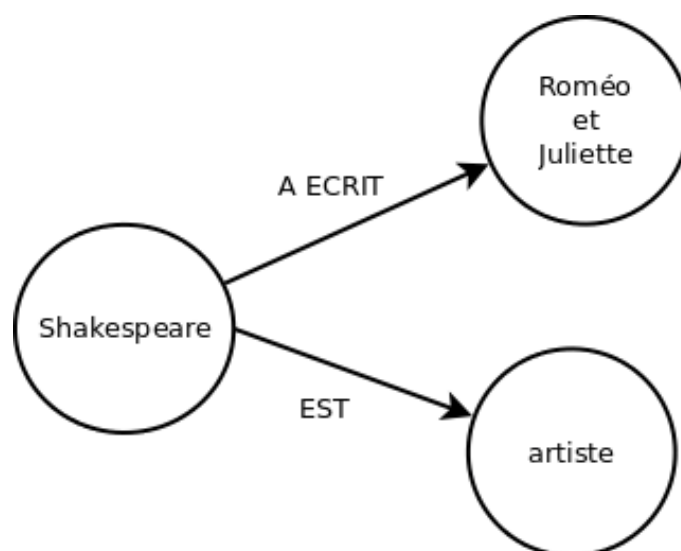 Roméo
et
Juliette
A ECRIT
Shakespeare
EST
artiste